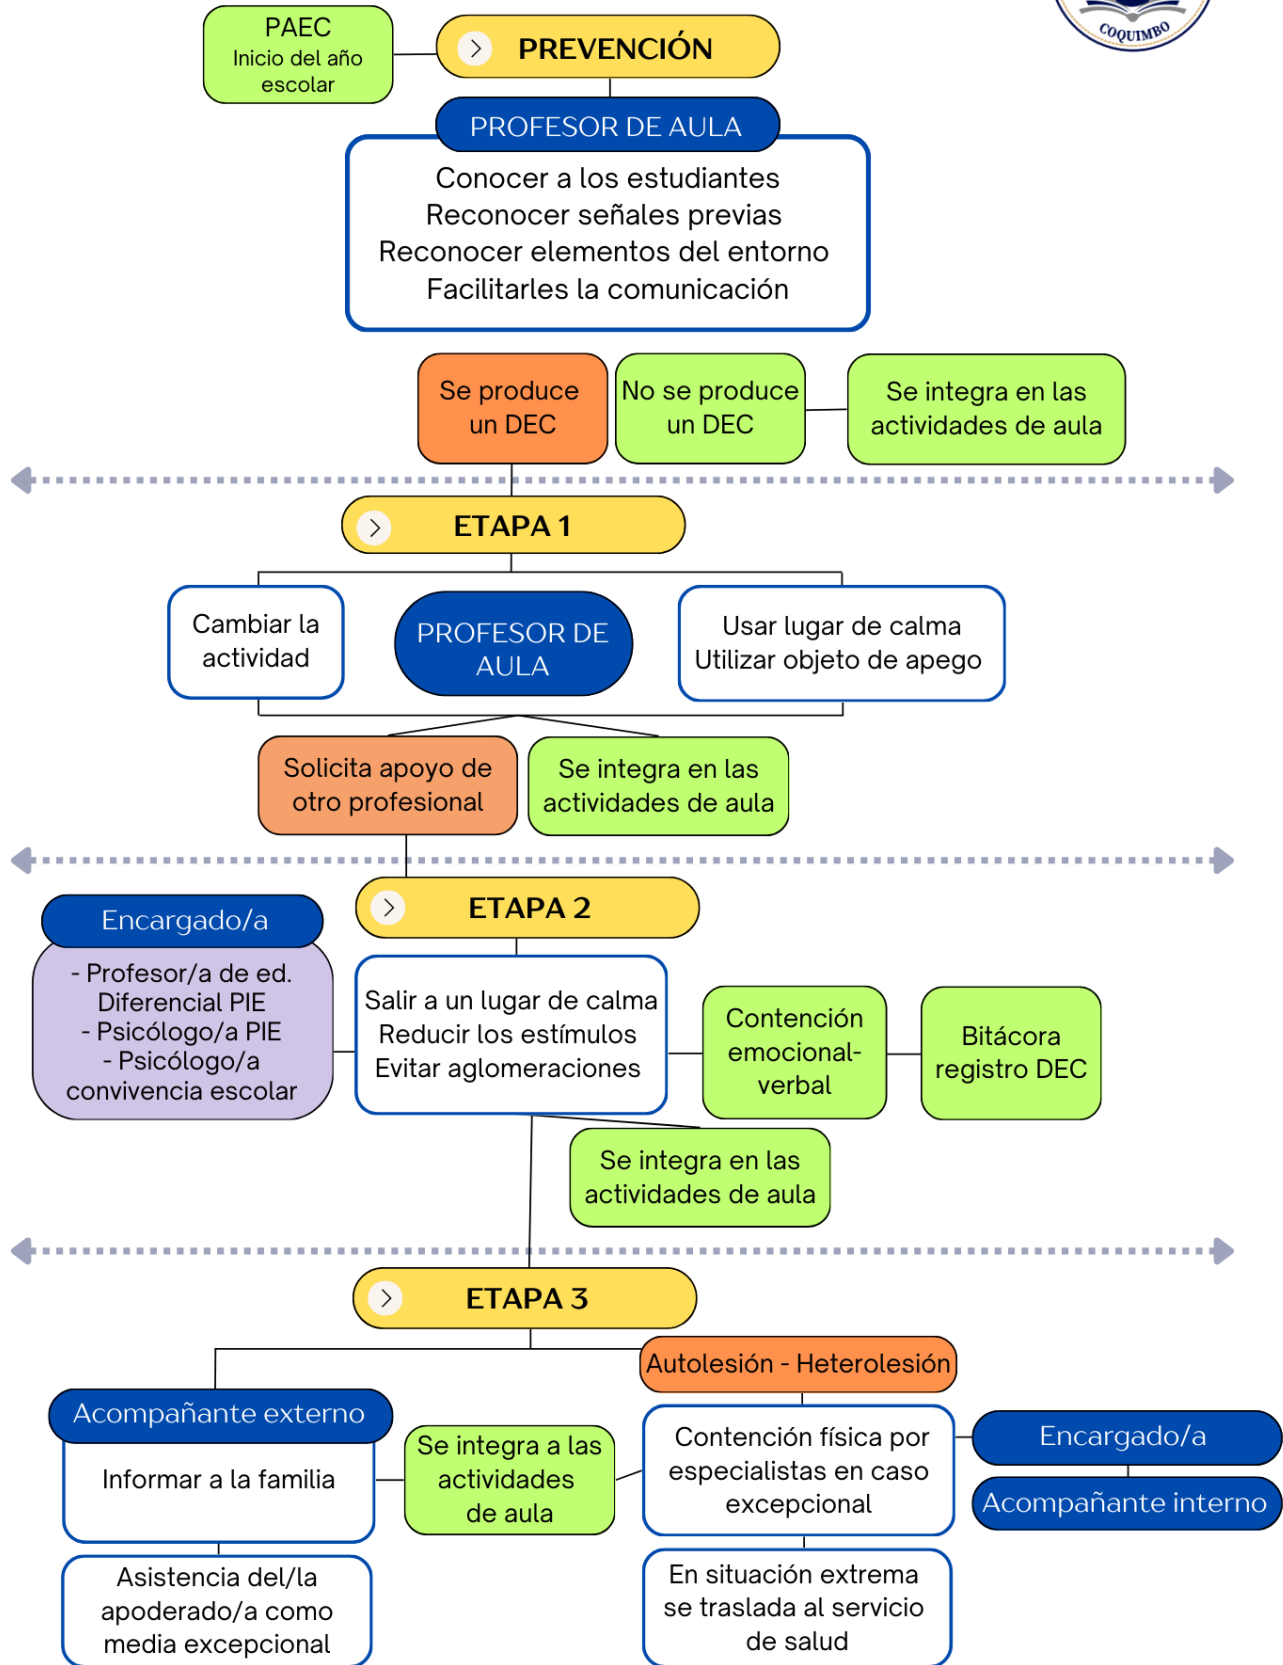 COQUIMBO
PAEC
Inicio del año
escolar
PREVENCIÓN
PROFESOR DE AULA
Conocer a los estudiantes
Reconocer señales previas
Reconocer elementos del entorno
Facilitarles la comunicación
Se produce
un DEC
No se produce
un DEC
Se integra en las
actividades de aula
ETAPA 1
Cambiar la
actividad
PROFESOR DE
AULA
Usar lugar de calma
Utilizar objeto de apego
Solicita apoyo de
otro profesional
Se integra en las
actividades de aula
ETAPA 2
Encargado/a
- Profesor/a de ed.
Diferencial PIE
- Psicólogo/a PIE
- Psicólogo/a
convivencia escolar
Salir a un lugar de calma
Reducir los estímulos
Evitar aglomeraciones
Contención
emocional-
verbal
Bitácora
registro DEC
Se integra en las
actividades de aula
ETAPA 3
Autolesión - Heterolesión
Acompañante externo
Informar a la familia
Se integra a las
actividades
de aula
Contención física por
especialistas en caso
excepcional
Encargado/a
Acompañante interno
Asistencia del/la
apoderado/a como
media excepcional
En situación extrema
se traslada al servicio
de salud